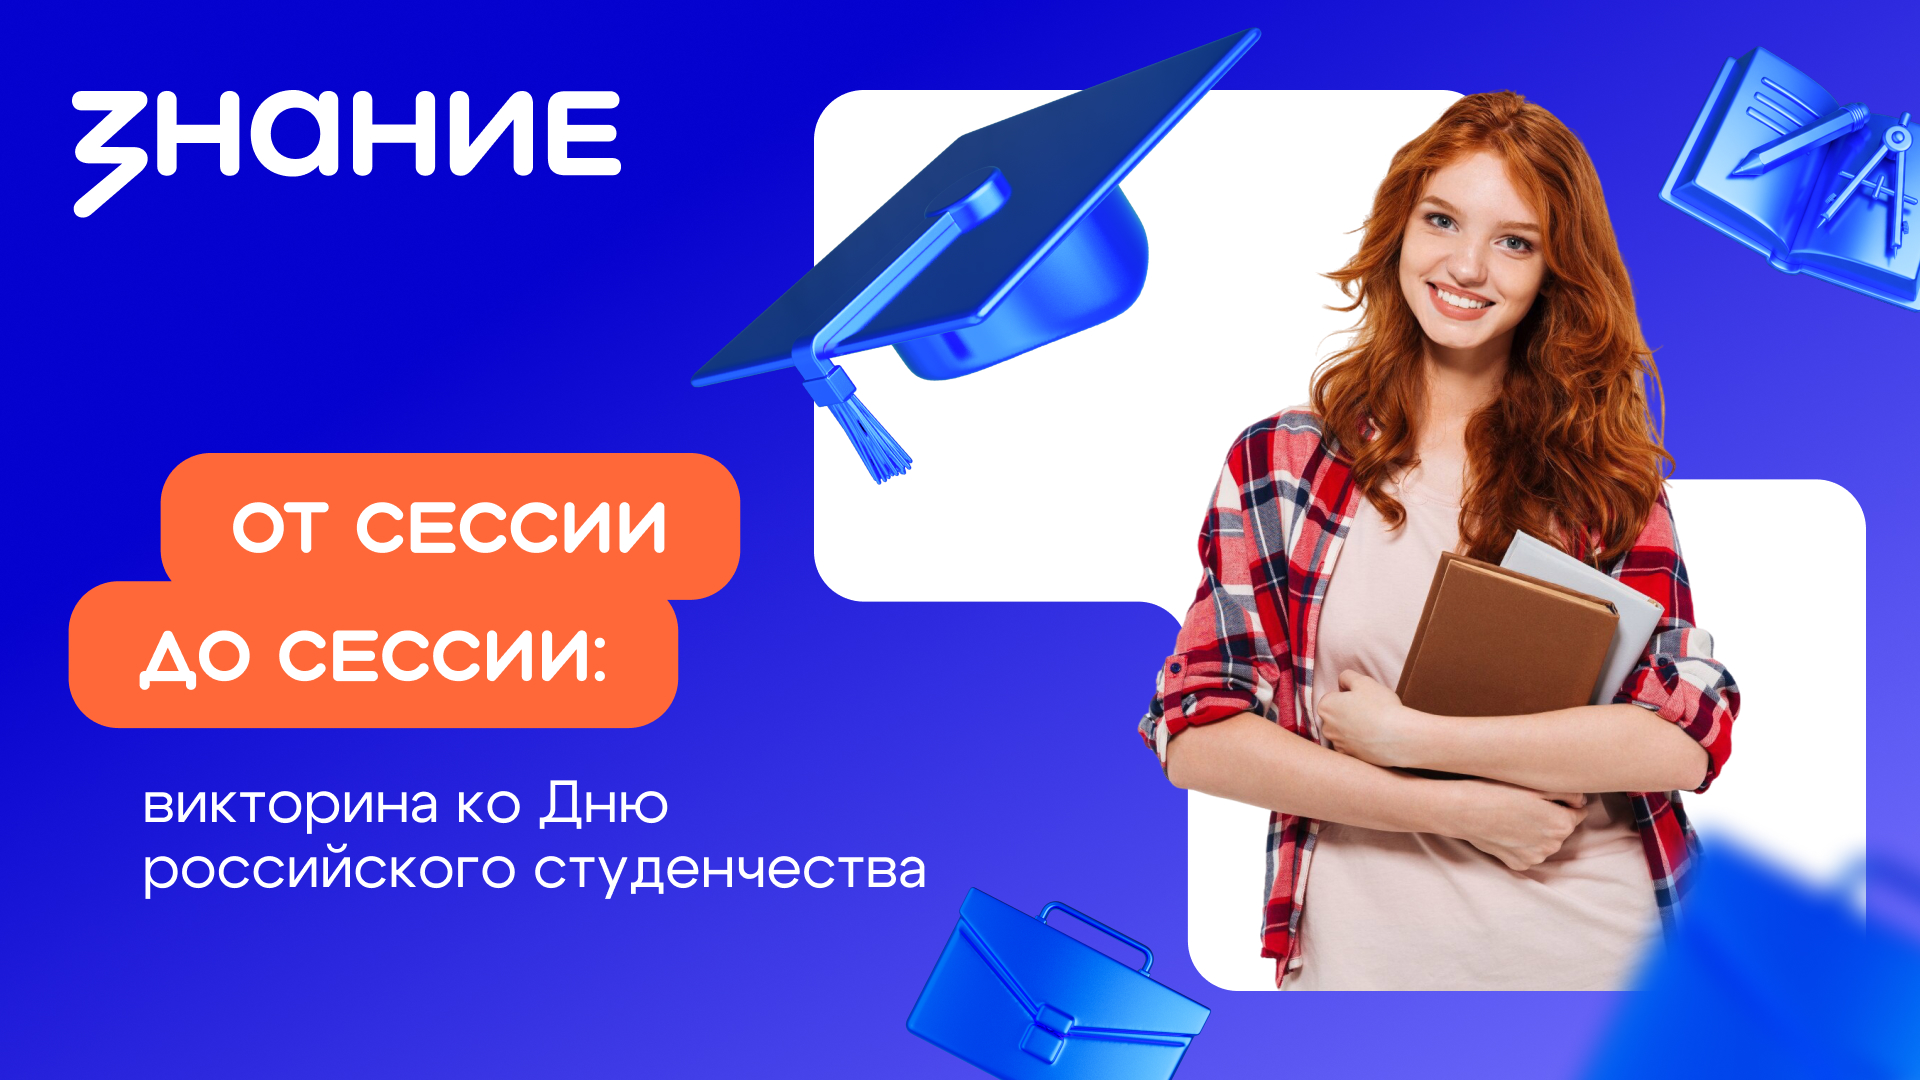 знание
ОТ СЕССИИ
ДО СЕССИИ:
викторина ко Дню
российского студенчества